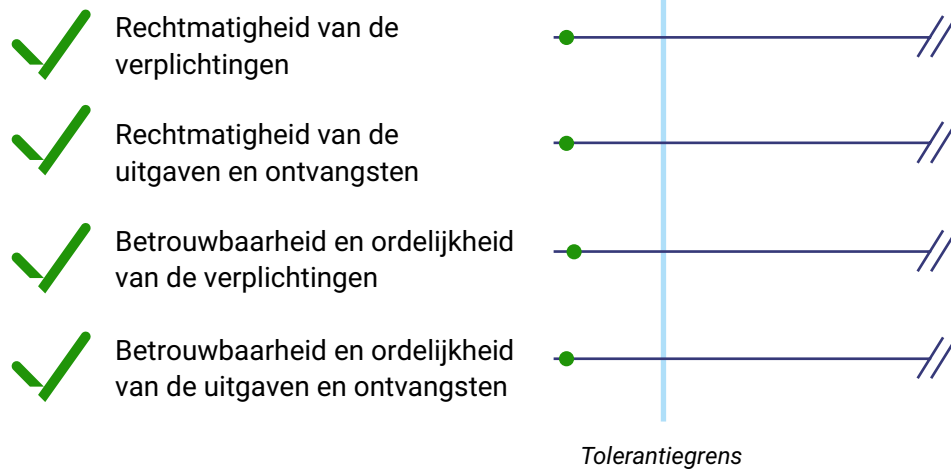 Rechtmatigheid van de
verplichtingen
Rechtmatigheid van de
uitgaven en ontvangsten
Betrouwbaarheid en ordelijkheid
van de verplichtingen
Betrouwbaarheid en ordelijkheid
van de uitgaven en ontvangsten
Tolerantiegrens